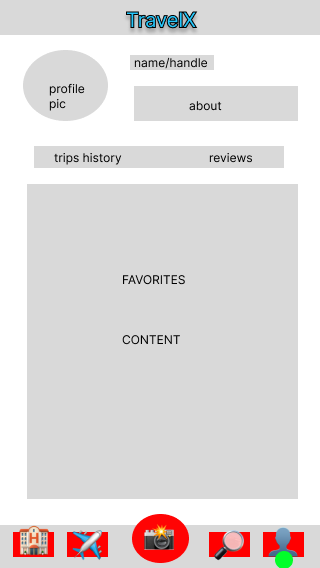 TravelX
name/handle
profile
pic
about
trips history
reviews
FAVORITES
CONTENT
H